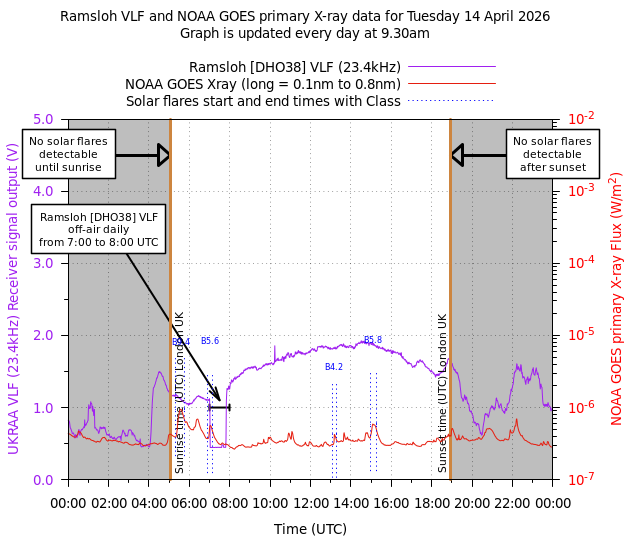 Ramsloh VLF and NOAA GOES primary X-ray data for Tuesday 14 April 2026
Graph is updated every day at 9.30am
Ramsloh [DHO38] VLF (23.4kHz)
NOAA GOES Xray (long = 0.1nm to 0.8nm)
Solar flares start and end times with Class
5.0
4.0
3.0
2.0
1.0
0.0
UKRAA VLF (23.4kHz) Receiver signal output (V)
No solar flares
detectable
until sunrise
Ramsloh [DHO38] VLF
off-air daily
from 7:00 to 8:00 UTC
Sunrise time (UTC) London UK
B5.6
B4.2
B5.8
Sunset time (UTC) London UK
No solar flares
detectable
after sunset
10-2
10-3
10-4
10-5
10-6
10-7
NOAA GOES primary X-ray Flux (W/m2)
00:00 02:00 04:00 06:00 08:00 10:00 12:00 14:00 16:00 18:00 20:00 22:00 00:00
Time (UTC)